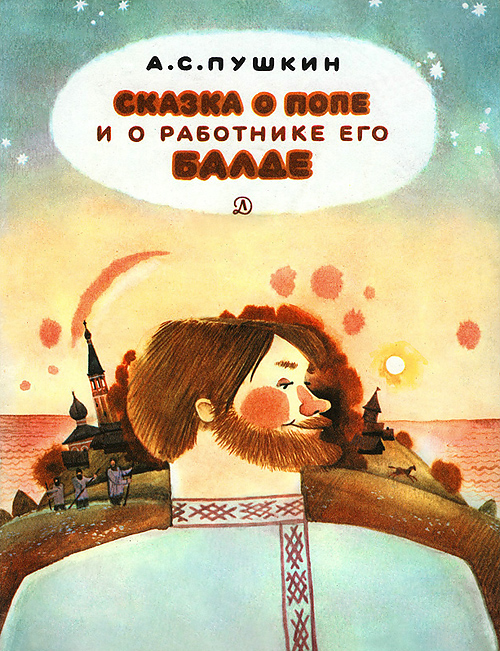 А.С.ПУШКИН
СКАЗКА О ПОПЕ
И О РАБОТНИКЕ ЕГО
БАЛДЕ
Д